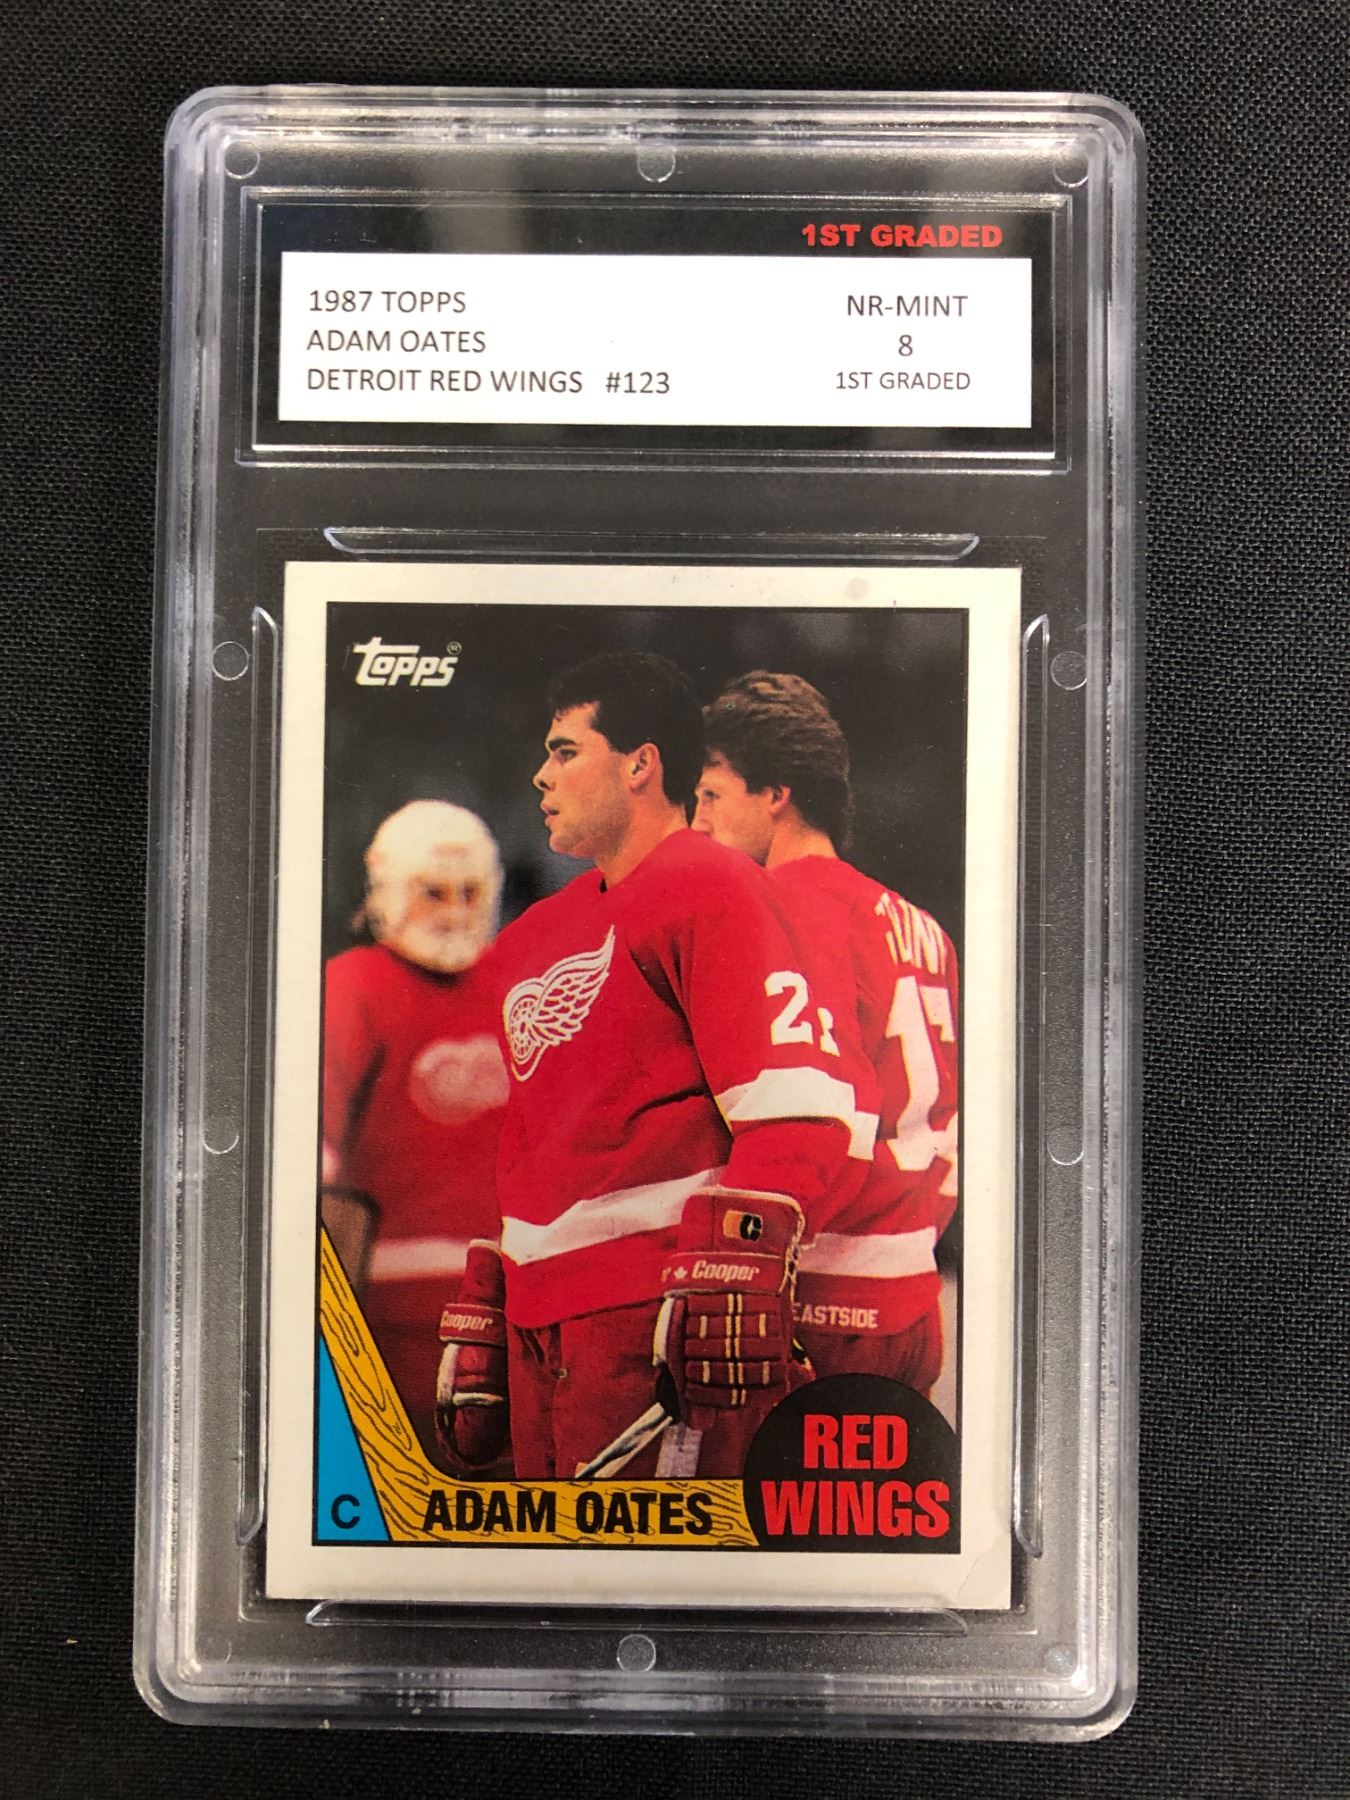 1ST GRADED
1987 TOPPS
ADAM OATES
DETROIT RED WINGS #123
NR-MINT
8
1ST GRADED
Topps
17
Cooper
Cooper
EASTSIDE
C
ADAM OATES
RED
WINGS